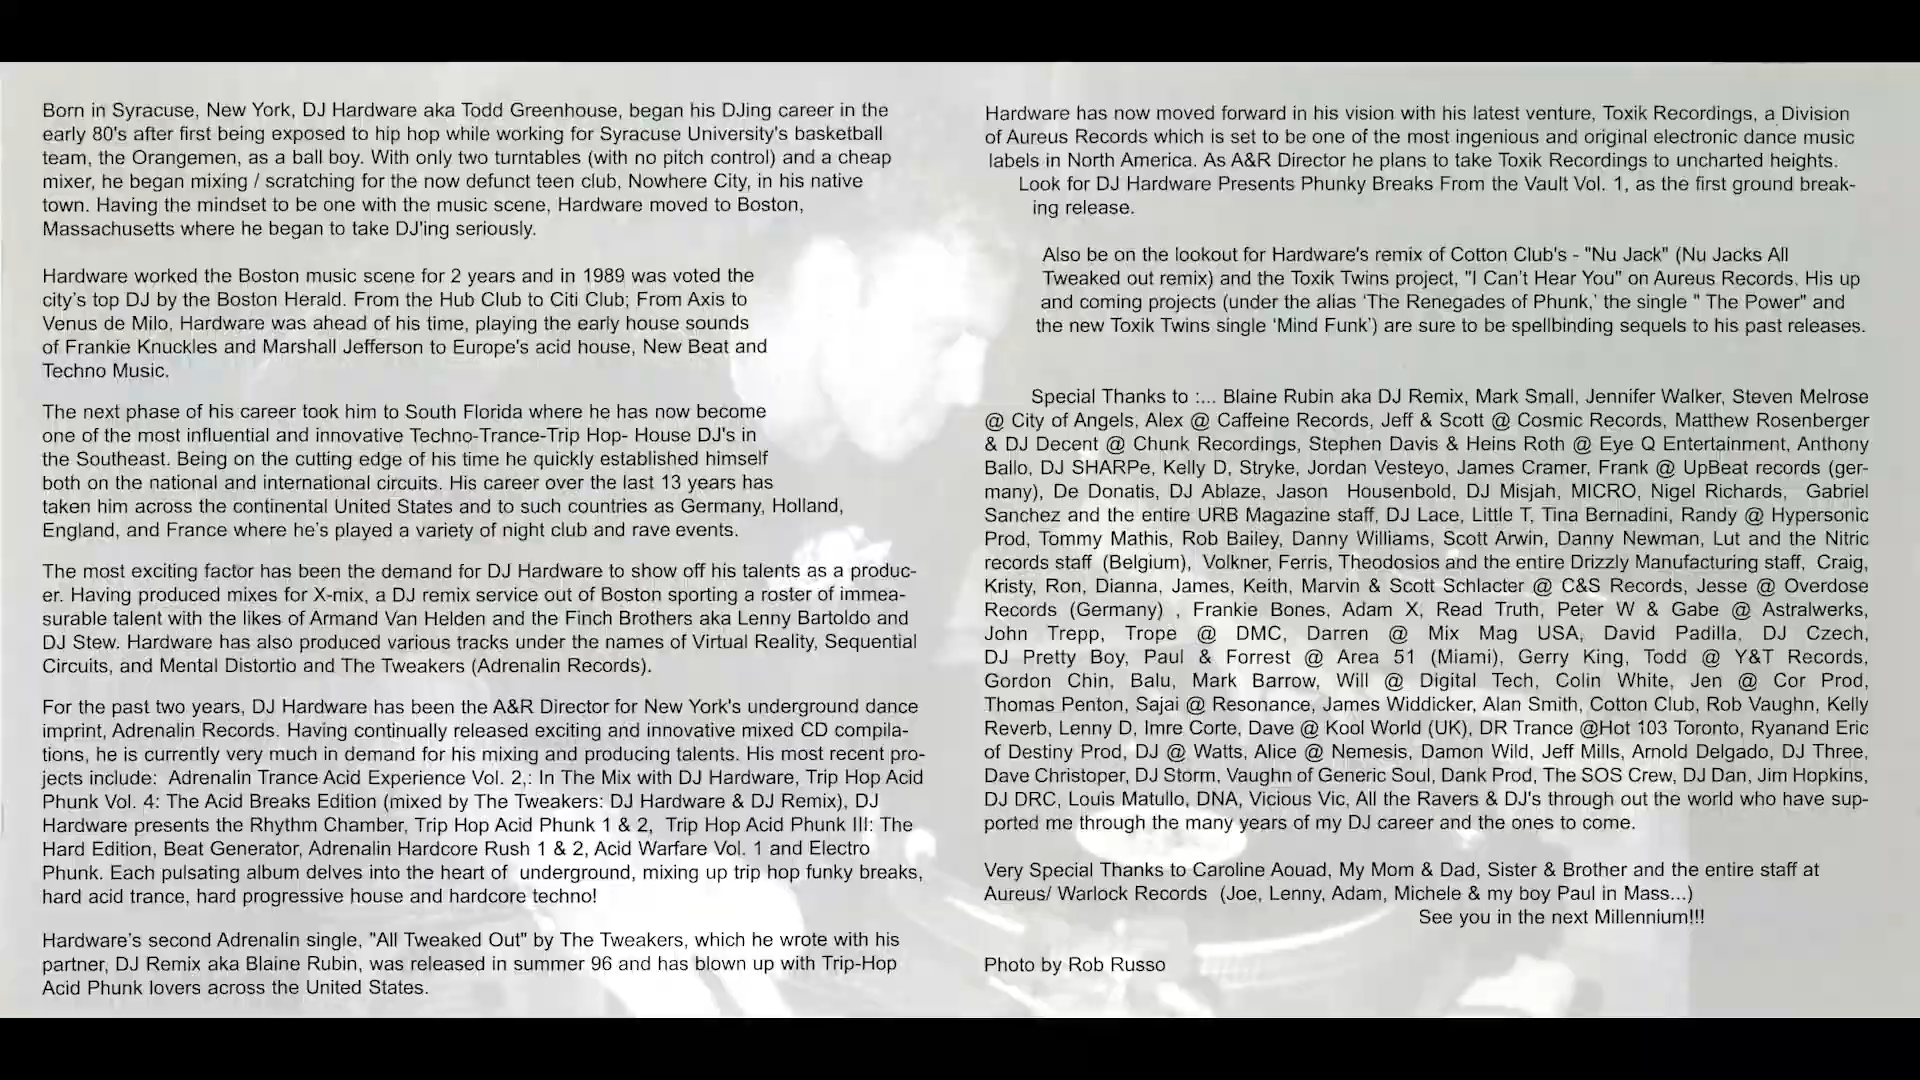 Born in Syracuse, New York, DJ Hardware aka Todd Greenhouse, began his DJing career in the
early 80's after first being exposed to hip hop while working for Syracuse University's basketball
team, the Orangemen, as a ball boy. With only two turntables (with no pitch control) and a cheap
mixer, he began mixing / scratching for the now defunct teen club, Nowhere City, in his native
town. Having the mindset to be one with the music scene, Hardware moved to Boston,
Massachusetts where he began to take DJ'ing seriously.
Hardware worked the Boston music scene for 2 years and in 1989 was voted the
city's top DJ by the Boston Herald. From the Hub Club to Citi Club; From Axis to
Venus de Milo, Hardware was ahead of his time, playing the early house sounds
of Frankie Knuckles and Marshall Jefferson to Europe's acid house, New Beat and
Techno Music.
The next phase of his career took him to South Florida where he has now become
one of the most influential and innovative Techno-Trance-Trip Hop- House DJ's in
the Southeast. Being on the cutting edge of his time he quickly established himself
both on the national and international circuits. His career over the last 13 years has
taken him across the continental United States and to such countries as Germany, Holland,
England, and France where he's played a variety of night club and rave events.
The most exciting factor has been the demand for DJ Hardware to show off his talents as a produc-
er. Having produced mixes for X-mix, a DJ remix service out of Boston sporting a roster of immea-
surable talent with the likes of Armand Van Helden and the Finch Brothers aka Lenny Bartoldo and
DJ Stew. Hardware has also produced various tracks under the names of Virtual Reality, Sequential
Circuits, and Mental Distortio and The Tweakers (Adrenalin Records).
For the past two years, DJ Hardware has been the A&R Director for New York's underground dance
imprint, Adrenalin Records. Having continually released exciting and innovative mixed CD compila-
tions, he is currently very much in demand for his mixing and producing talents. His most recent pro-
jects include: Adrenalin Trance Acid Experience Vol. 2,: In The Mix with DJ Hardware, Trip Hop Acid
Phunk Vol. 4: The Acid Breaks Edition (mixed by The Tweakers: DJ Hardware & DJ Remix), DJ
Hardware presents the Rhythm Chamber, Trip Hop Acid Phunk 1 & 2, Trip Hop Acid Phunk III: The
Hard Edition, Beat Generator, Adrenalin Hardcore Rush 1 & 2, Acid Warfare Vol. 1 and Electro
Phunk. Each pulsating album delves into the heart of underground, mixing up trip hop funky breaks,
hard acid trance, hard progressive house and hardcore techno!
Hardware's second Adrenalin single, "All Tweaked Out" by The Tweakers, which he wrote with his
partner, DJ Remix aka Blaine Rubin, was released in summer 96 and has blown up with Trip-Hop
Acid Phunk lovers across the United States.
Hardware has now moved forward in his vision with his latest venture, Toxik Recordings, a Division
of Aureus Records which is set to be one of the most ingenious and original electronic dance music
labels in North America. As A&R Director he plans to take Toxik Recordings to uncharted heights.
Look for DJ Hardware Presents Phunky Breaks From the Vault Vol. 1, as the first ground break-
ing release.
Also be on the lookout for Hardware's remix of Cotton Club's - "Nu Jack" (Nu Jacks All
Tweaked out remix) and the Toxik Twins project, "I Can't Hear You" on Aureus Records. His up
and coming projects (under the alias 'The Renegades of Phunk,' the single " The Power" and
the new Toxik Twins single 'Mind Funk') are sure to be spellbinding sequels to his past releases.
Special Thanks to :... Blaine Rubin aka DJ Remix, Mark Small, Jennifer Walker, Steven Melrose
@ City of Angels, Alex @ Caffeine Records, Jeff & Scott @ Cosmic Records, Matthew Rosenberger
& DJ Decent @ Chunk Recordings, Stephen Davis & Heins Roth @ Eye Q Entertainment, Anthony
Ballo, DJ SHARPe, Kelly D, Stryke, Jordan Vesteyo, James Cramer, Frank @ UpBeat records (ger-
many), De Donatis, DJ Ablaze, Jason Housenbold, DJ Misjah, MICRO, Nigel Richards, Gabriel
Sanchez and the entire URB Magazine staff, DJ Lace, Little T, Tina Bernadini, Randy @ Hypersonic
Prod, Tommy Mathis, Rob Bailey, Danny Williams, Scott Arwin, Danny Newman, Lut and the Nitric
records staff (Belgium), Volkner, Ferris, Theodosios and the entire Drizzly Manufacturing staff, Craig,
Kristy, Ron, Dianna, James, Keith, Marvin & Scott Schlacter @ C&S Records, Jesse @ Overdose
Records (Germany) , Frankie Bones, Adam X, Read Truth, Peter W & Gabe @ Astralwerks,
John Trepp, Trope @ DMC, Darren @ Mix Mag USA, David Padilla, DJ Czech,
DJ Pretty Boy, Paul & Forrest @ Area 51 (Miami), Gerry King, Todd @ Y&T Records,
Gordon Chin, Balu, Mark Barrow, Will @ Digital Tech, Colin White, Jen @ Cor Prod,
Thomas Penton, Sajai @ Resonance, James Widdicker, Alan Smith, Cotton Club, Rob Vaughn, Kelly
Reverb, Lenny D, Imre Corte, Dave @ Kool World (UK), DR Trance @Hot 103 Toronto, Ryanand Eric
of Destiny Prod, DJ @ Watts, Alice @ Nemesis, Damon Wild, Jeff Mills, Arnold Delgado, DJ Three,
Dave Christoper, DJ Storm, Vaughn of Generic Soul, Dank Prod, The SOS Crew, DJ Dan, Jim Hopkins,
DJ DRC, Louis Matullo, DNA, Vicious Vic, All the Ravers & DJ's through out the world who have sup-
ported me through the many years of my DJ career and the ones to come.
Very Special Thanks to Caroline Aouad, My Mom & Dad, Sister & Brother and the entire staff at
Aureus/ Warlock Records (Joe, Lenny, Adam, Michele & my boy Paul in Mass...)
See you in the next Millennium!!!
Photo by Rob Russo